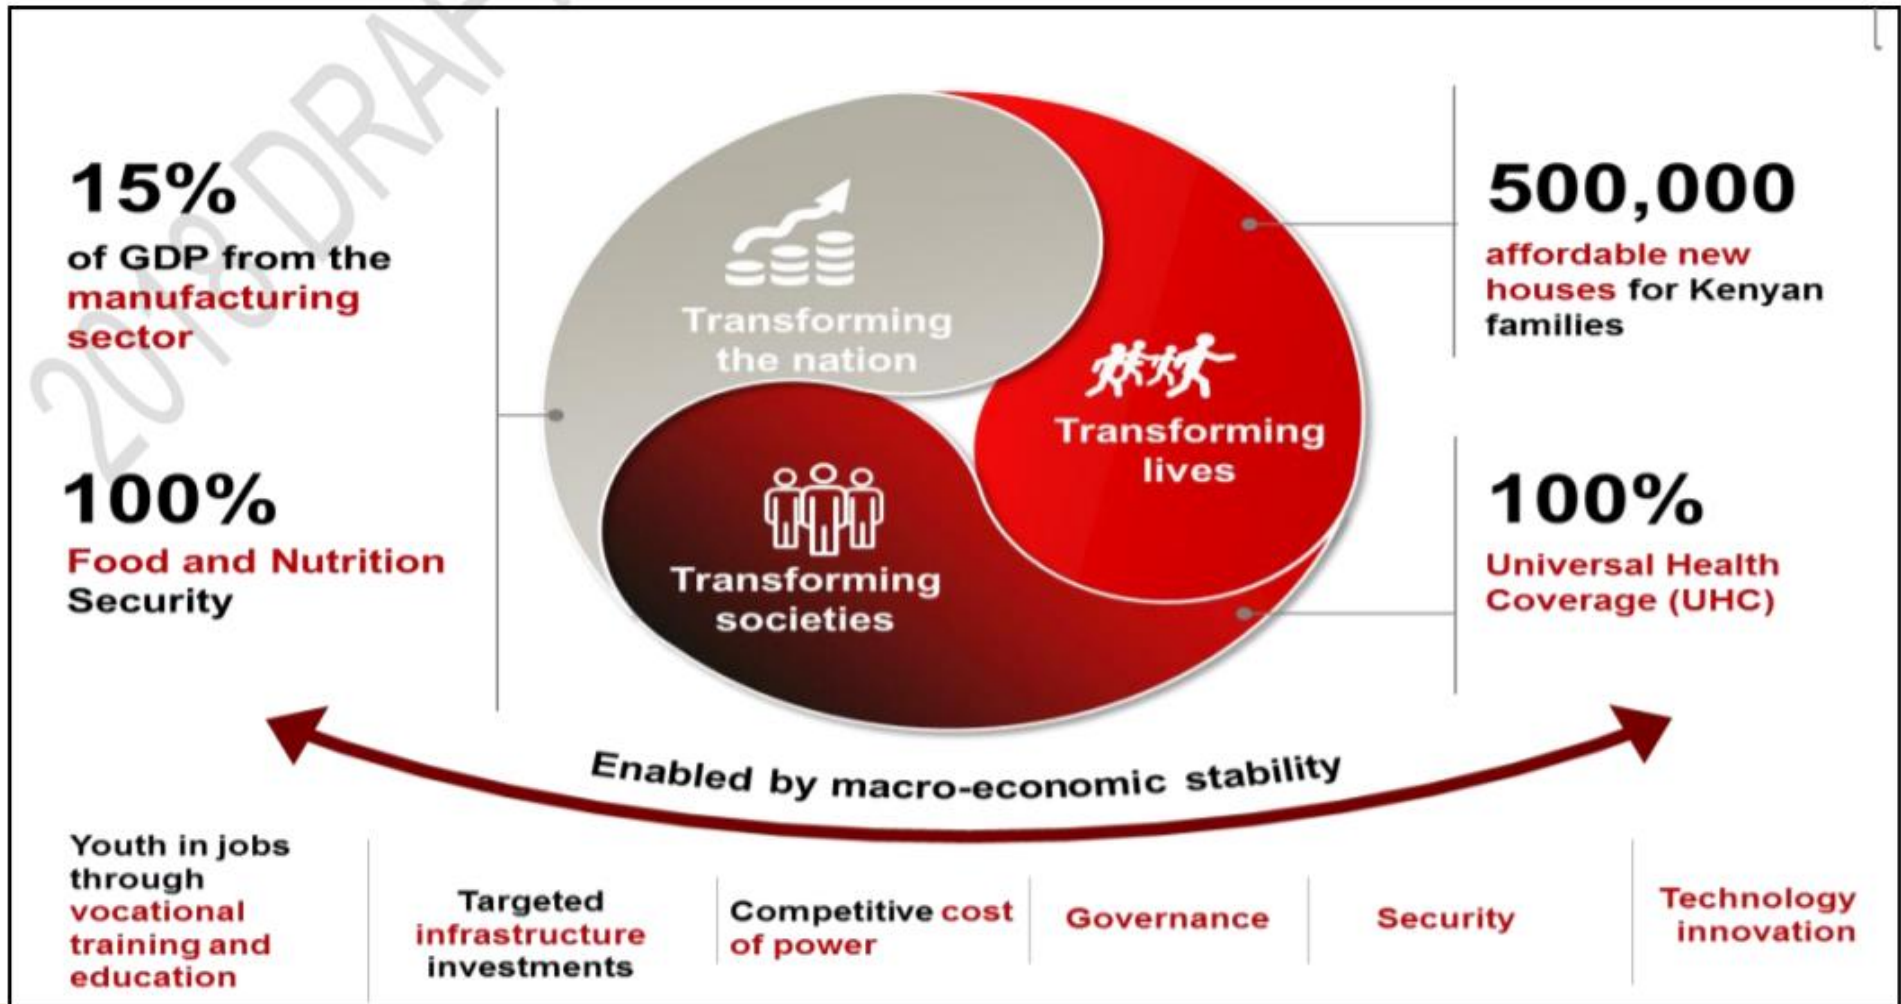 2018 DRAF
15%
of GDP from the
manufacturing
sector
100%
Food and Nutrition
Security
Transforming
the nation
Transforming
lives
Transforming
societies
500,000
affordable new
houses for Kenyan
families
100%
Universal Health
Coverage (UHC)
Enabled by macro-economic stability
Youth in jobs
through
vocational
training and
education
Targeted
infrastructure
investments
Competitive cost
of power
Governance
Security
Technology
innovation